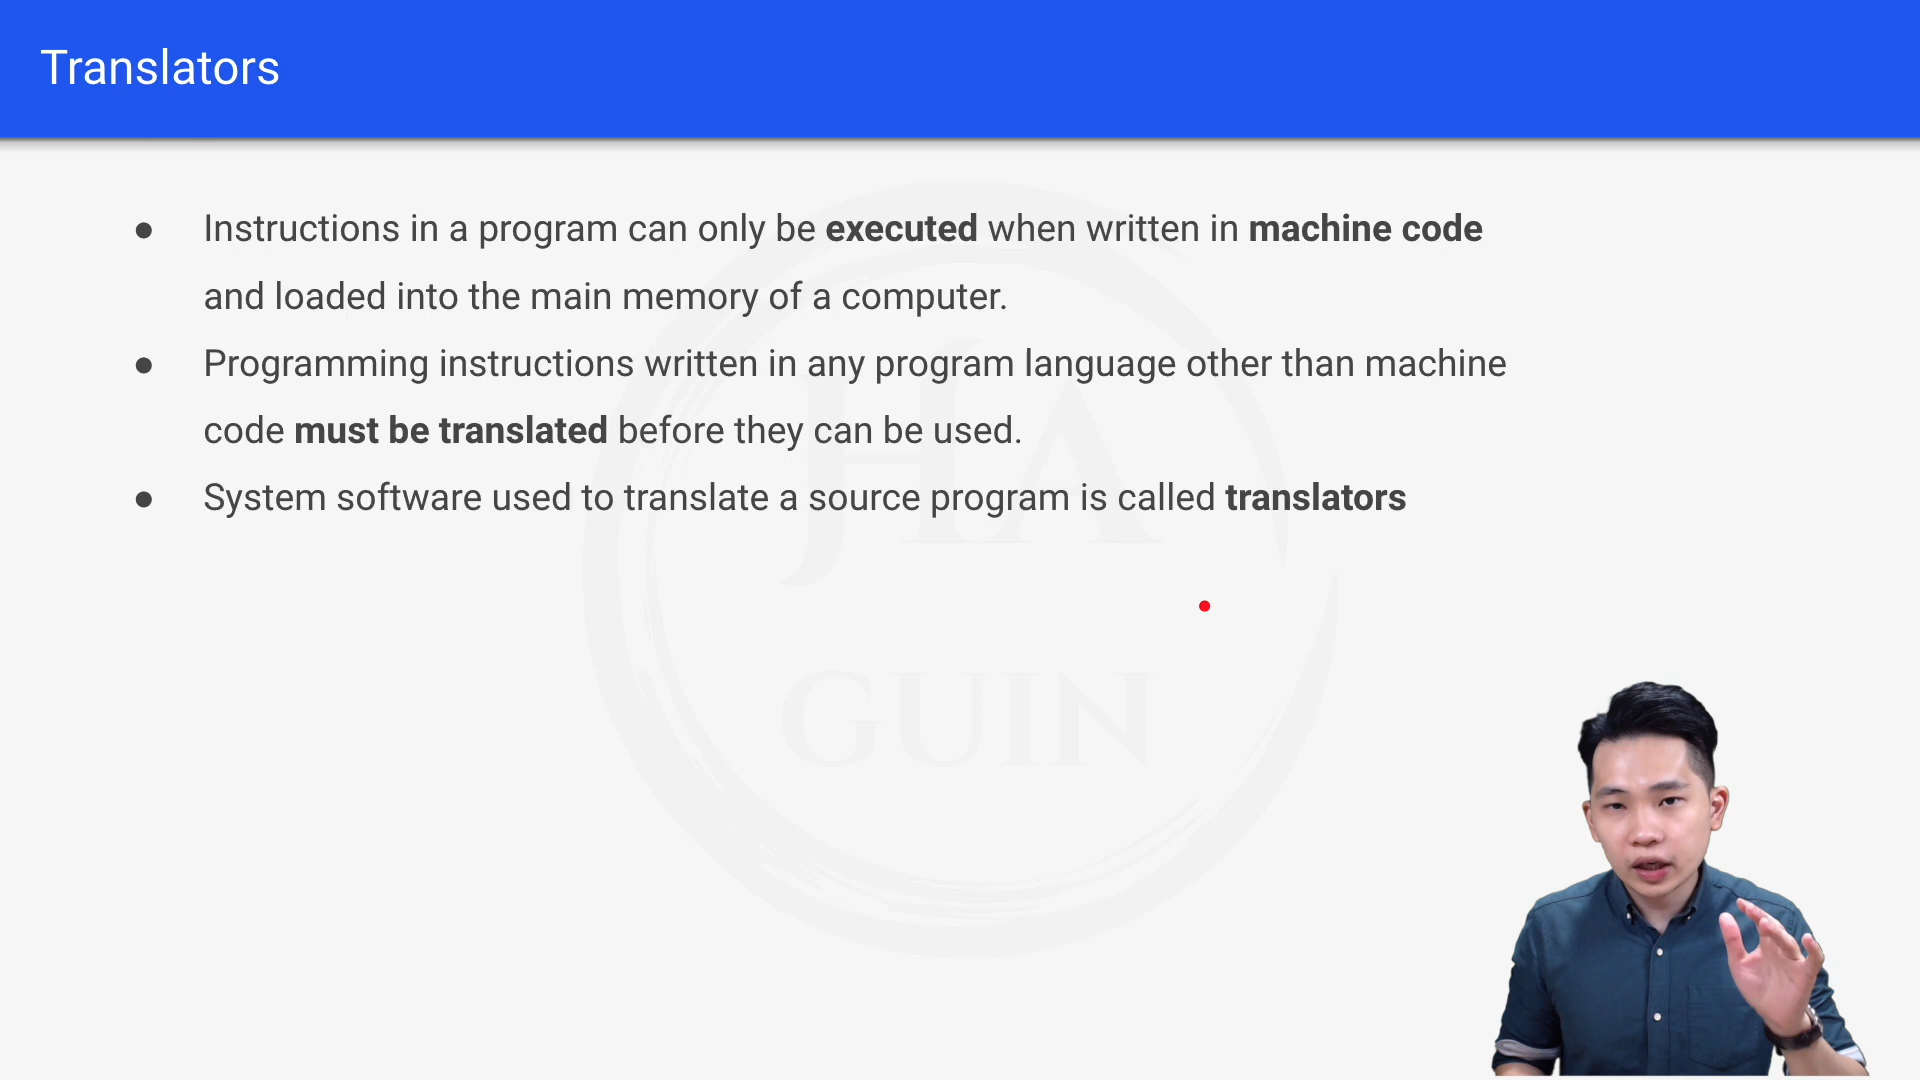 Translators
● Instructions in a program can only be executed when written in machine code
and loaded into the main memory of a computer.
● Programming instructions written in any program language other than machine
code must be translated before they can be used.
● System software used to translate a source program is called translators
JHA
GUIN